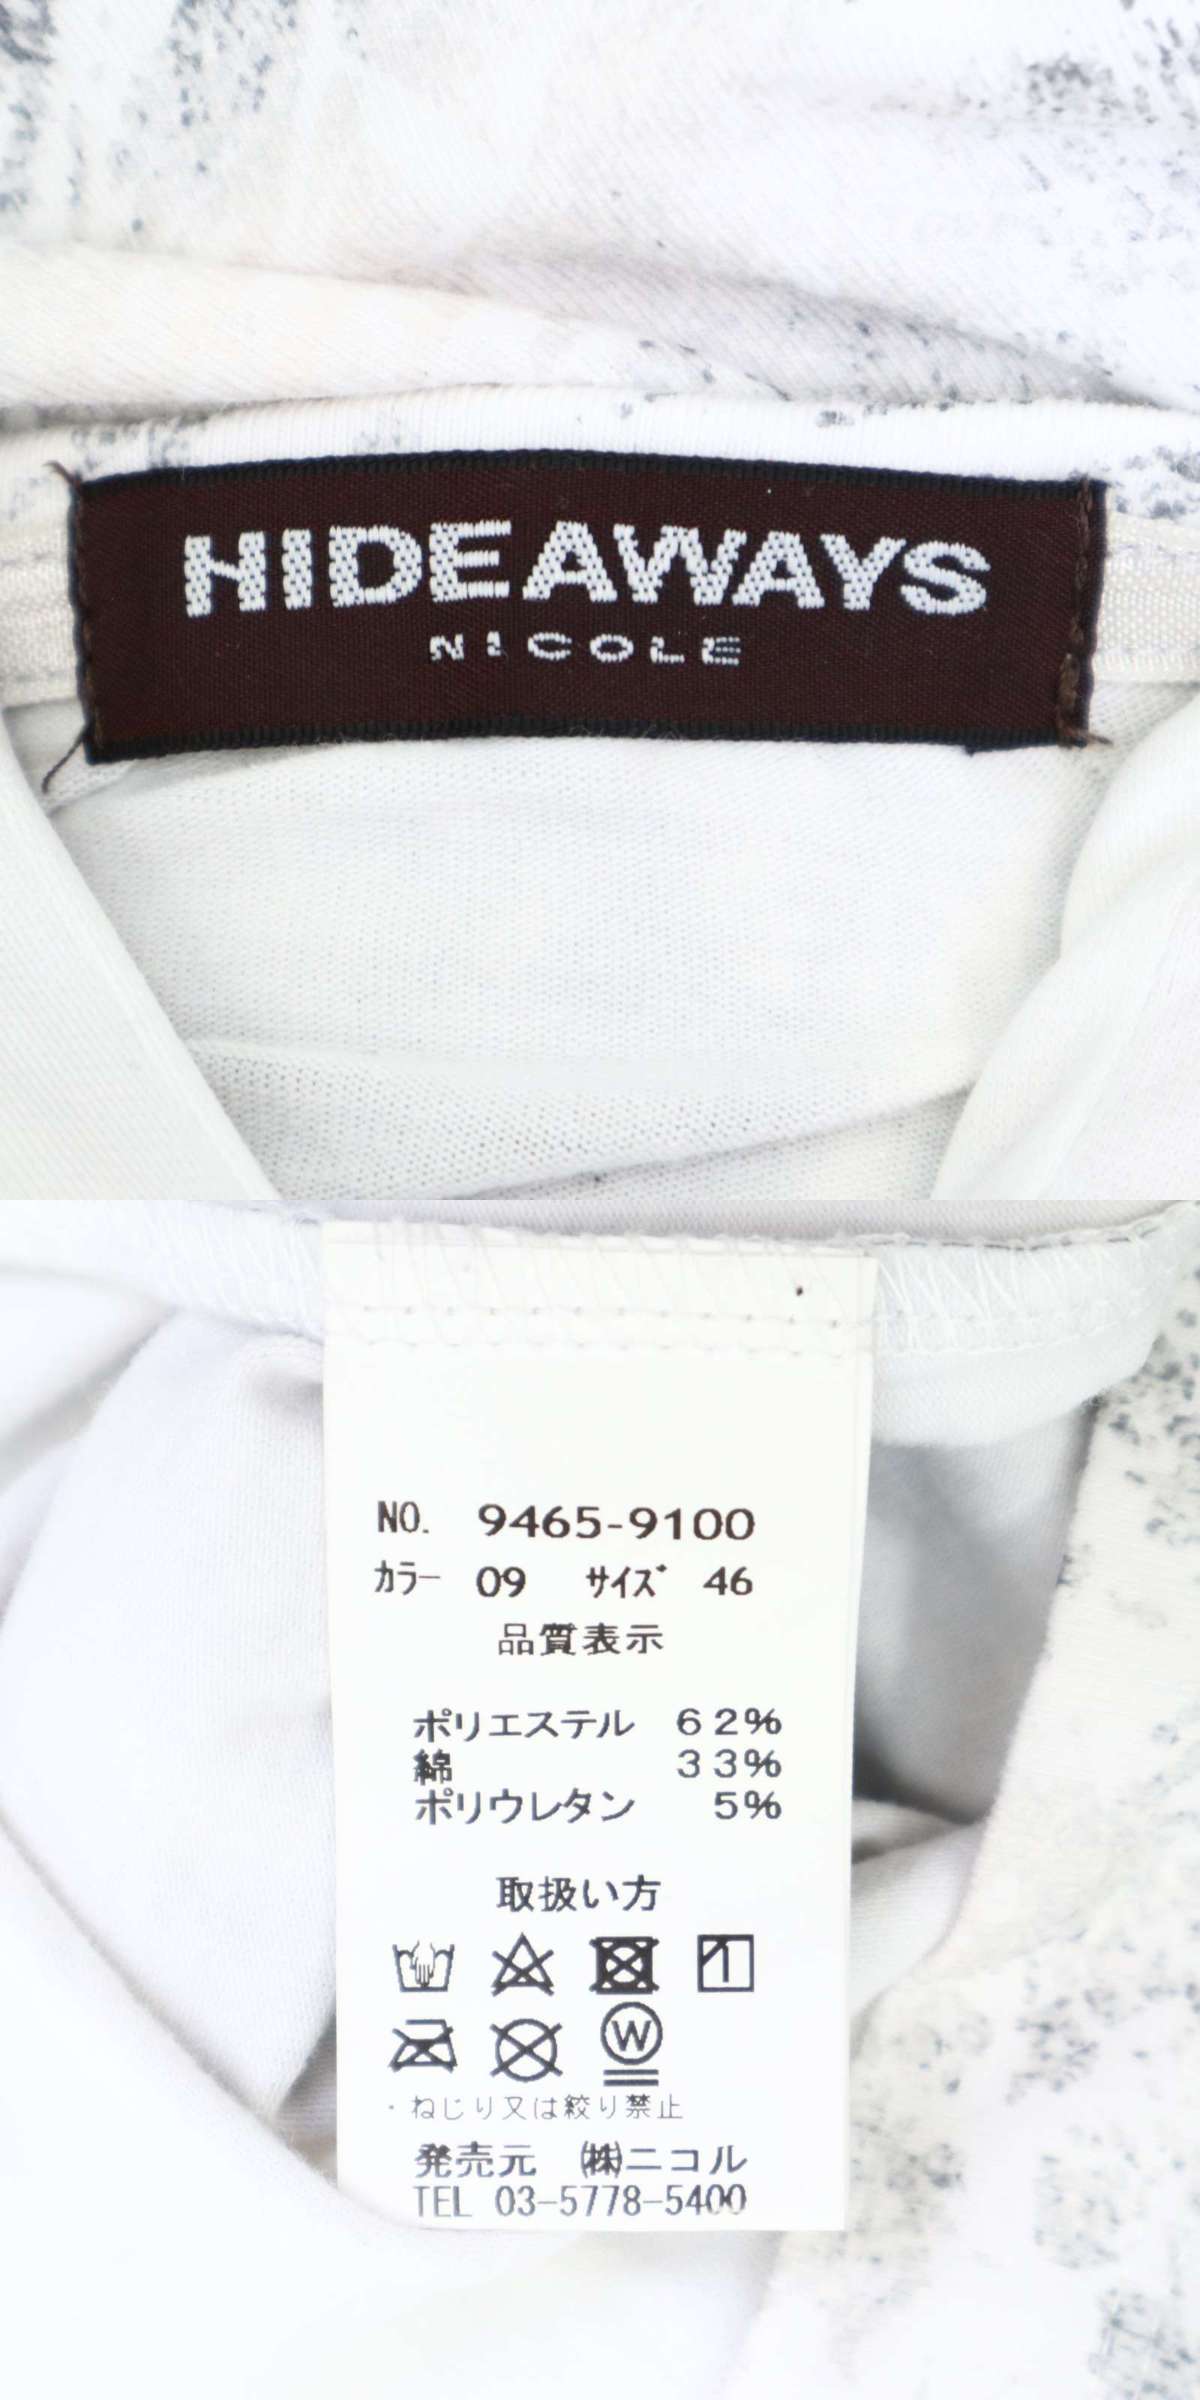 HIDEAWAYS
NICOLE
NO. 9465-9100
カラー 09 サイズ 46
品質表示
ポリエステル 62%
綿 33%
ポリウレタン 5%
取扱い方
W
・ねじり又は絞り禁止
発売元 ㈱ニコル
TEL 03-5778-5400